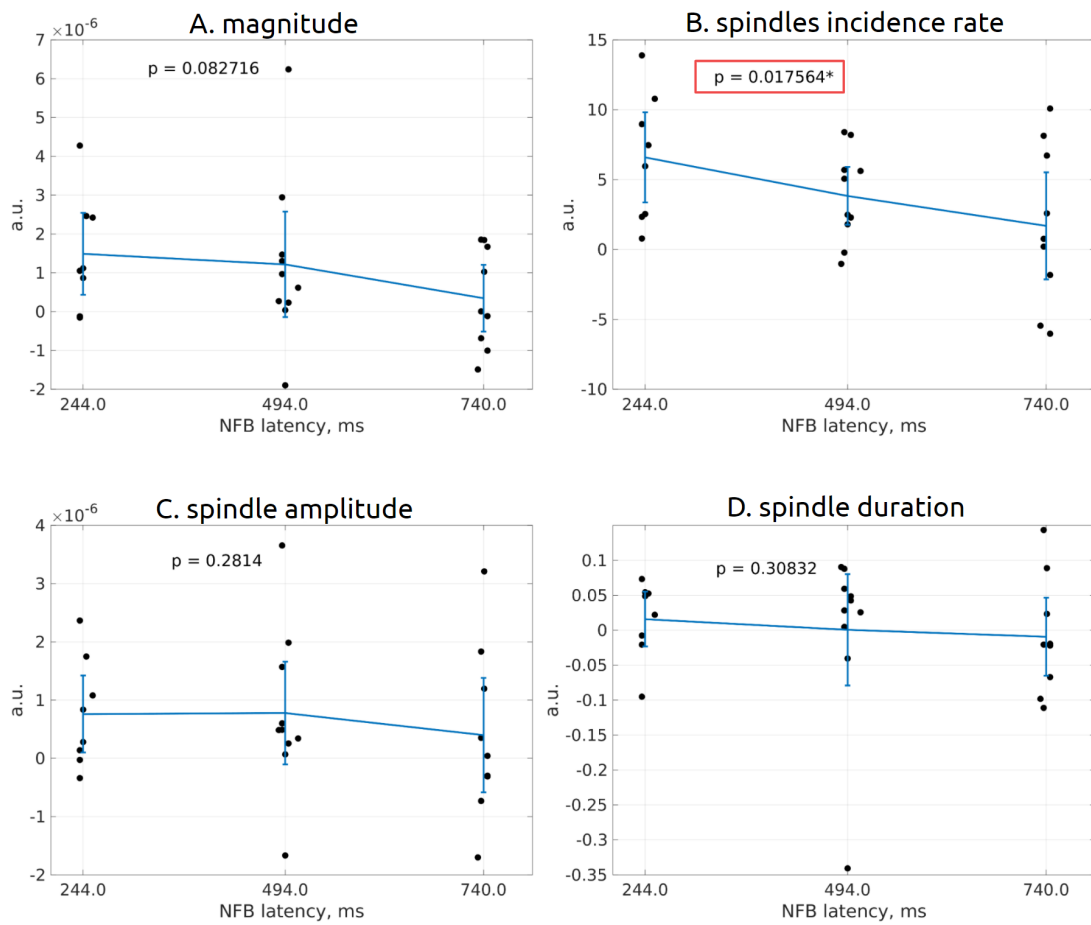 A. magnitude
×10⁻⁶
p = 0.082716
7
6
5
4
3
2
1
0
-1
-2
a.u.
244.0 494.0 740.0
NFB latency, ms
B. spindles incidence rate
p = 0.017564*
15
10
5
0
-5
-10
a.u.
244.0 494.0 740.0
NFB latency, ms
C. spindle amplitude
×10⁻⁶
p = 0.2814
4
3
2
1
0
-1
-2
a.u.
244.0 494.0 740.0
NFB latency, ms
D. spindle duration
p = 0.30832
0.1
0.05
0
-0.05
-0.1
-0.15
-0.2
-0.25
-0.3
-0.35
a.u.
244.0 494.0 740.0
NFB latency, ms